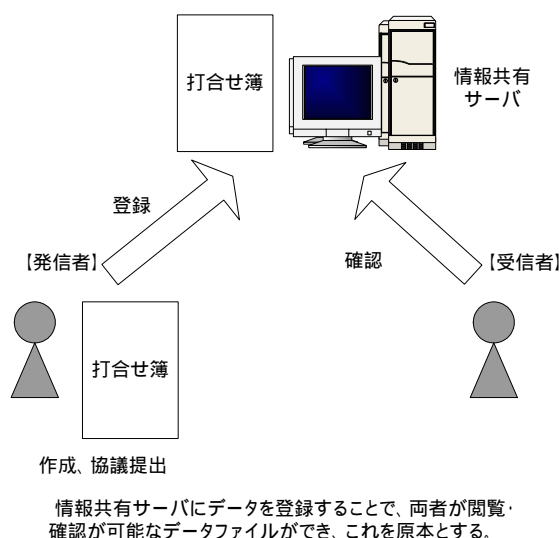 打合せ簿
情報共有
サーバ
登録
【発信者】
確認
【受信者】
打合せ簿
作成、協議提出
情報共有サーバにデータを登録することで、両者が閲覧・
確認が可能なデータファイルができ、これを原本とする。